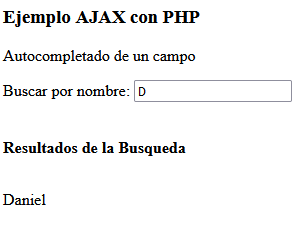 Ejemplo AJAX con PHP
Autocompletado de un campo
Buscar por nombre: D
Resultados de la Busqueda
Daniel